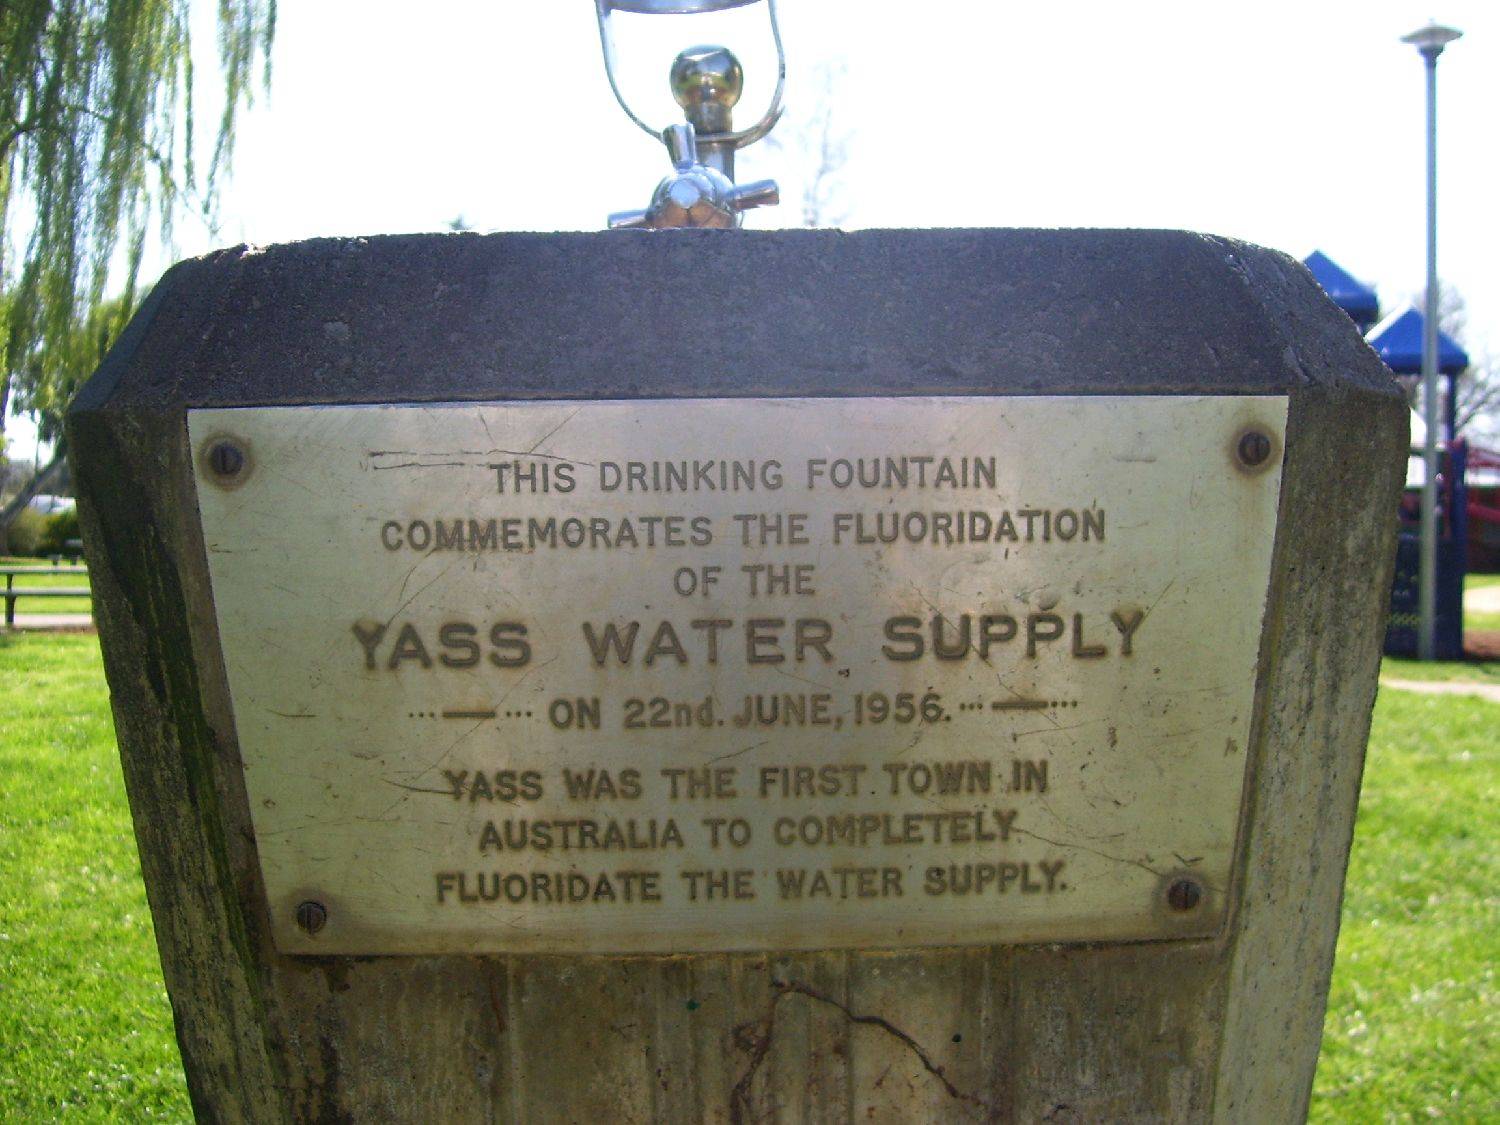 THIS DRINKING FOUNTAIN
COMMEMORATES THE FLUORIDATION
OF THE
YASS WATER SUPPLY
ON 22nd. JUNE, 1956.
YASS WAS THE FIRST TOWN IN
AUSTRALIA TO COMPLETELY
FLUORIDATE THE WATER SUPPLY.